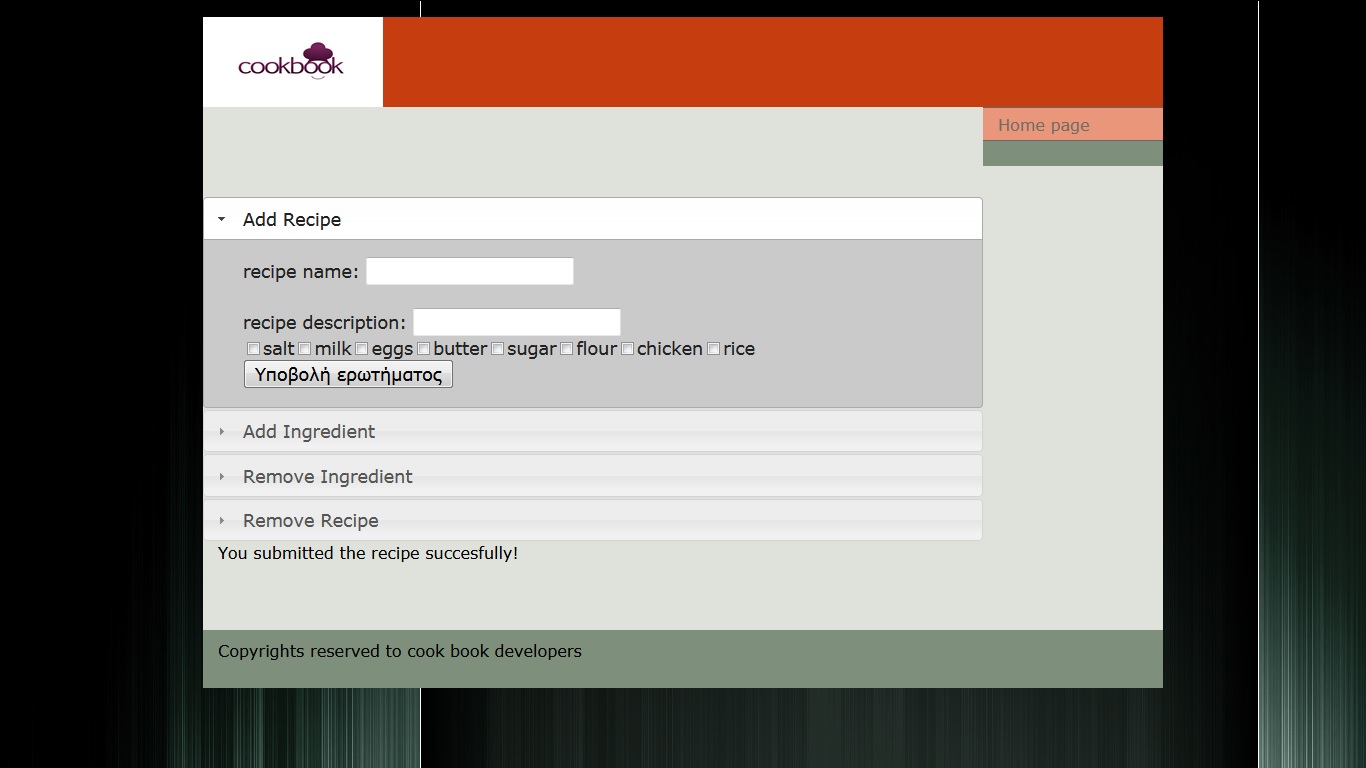 cookbook
Home page
Add Recipe
recipe name:
recipe description:
salt milk eggs butter sugar flour chicken rice
Υποβολή ερωτήματος
Add Ingredient
Remove Ingredient
Remove Recipe
You submitted the recipe succesfully!
Copyrights reserved to cook book developers